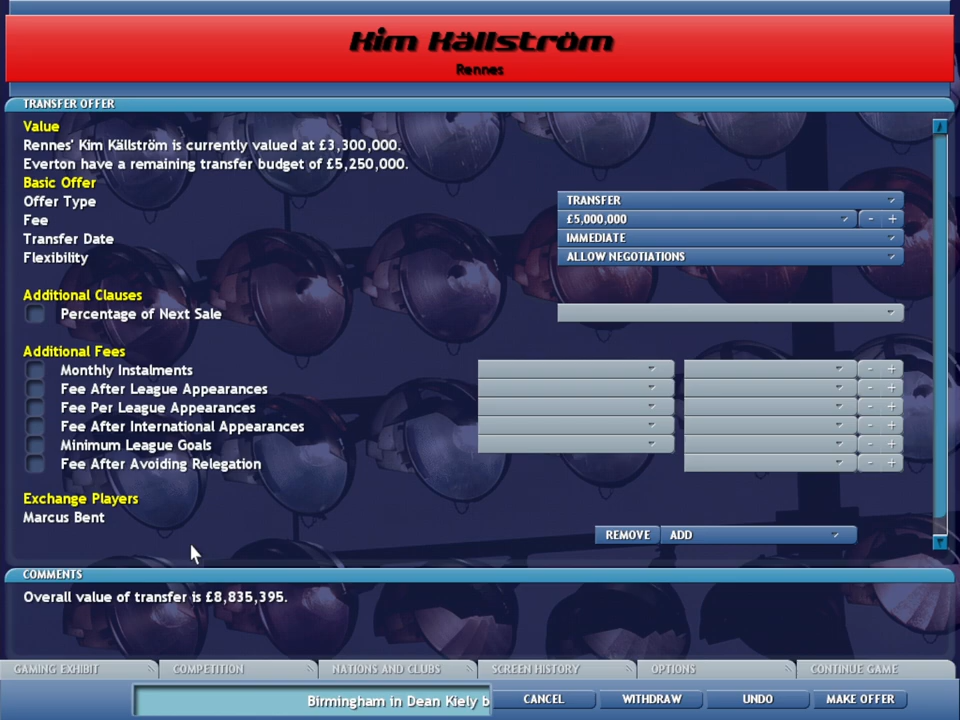 Kim Källström
Rennes
TRANSFER OFFER
Value
Rennes' Kim Källström is currently valued at £3,300,000.
Everton have a remaining transfer budget of £5,250,000.
Basic Offer
Offer Type TRANSFER
Fee £5,000,000 - +
Transfer Date IMMEDIATE
Flexibility ALLOW NEGOTIATIONS
Additional Clauses
Percentage of Next Sale
Additional Fees
Monthly Instalments - +
Fee After League Appearances - +
Fee Per League Appearances - +
Fee After International Appearances - +
Minimum League Goals - +
Fee After Avoiding Relegation - +
Exchange Players
Marcus Bent
REMOVE ADD
COMMENTS
Overall value of transfer is £8,835,395.
GAMING EXHIBIT COMPETITION NATIONS AND CLUBS SCREEN HISTORY OPTIONS CONTINUE GAME
Birmingham in Dean Kiely b CANCEL WITHDRAW UNDO MAKE OFFER